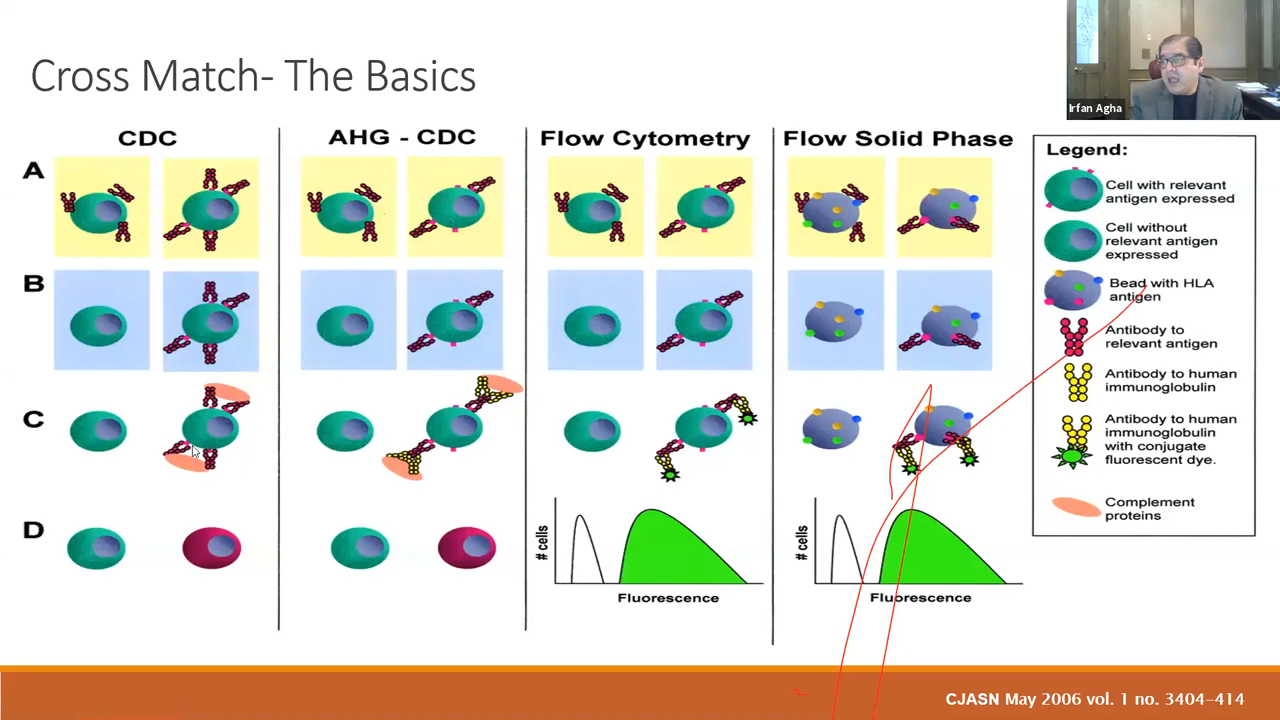 Cross Match- The Basics
Irfan Agha
CDC
AHG - CDC
Flow Cytometry
Flow Solid Phase
A
B
C
D
# cells
Fluorescence
# cells
Fluorescence
Legend:
Cell with relevant
antigen expressed
Cell without
relevant antigen
expressed
Bead with HLA
antigen
Antibody to
relevant antigen
Antibody to human
immunoglobulin
Antibody to human
immunoglobulin
with conjugate
fluorescent dye.
Complement
proteins
CJASN May 2006 vol. 1 no. 3404–414